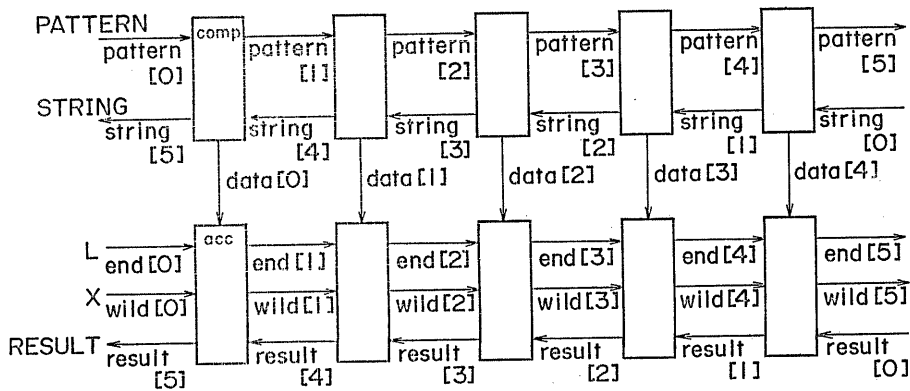 PATTERN
comp
pattern [0]
pattern [1]
pattern [2]
pattern [3]
pattern [4]
pattern [5]
STRING
string [5]
string [4]
string [3]
string [2]
string [1]
string [0]
data [0]
data [1]
data [2]
data [3]
data [4]
L
acc
end [0]
end [1]
end [2]
end [3]
end [4]
end [5]
X
wild [0]
wild [1]
wild [2]
wild [3]
wild [4]
wild [5]
RESULT
result [5]
result [4]
result [3]
result [2]
result [1]
result [0]